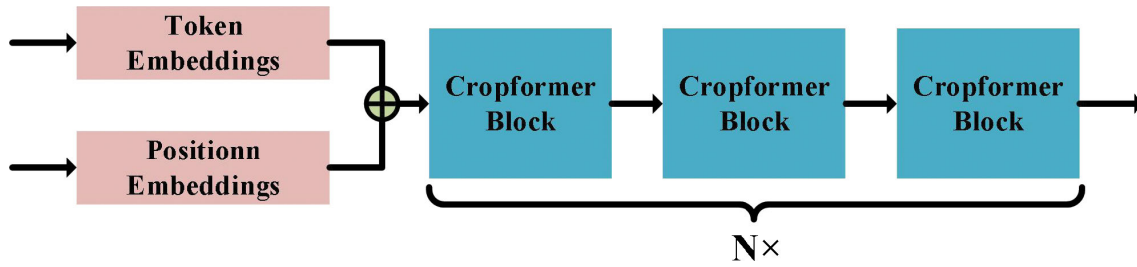 Token
Embeddings
Positionn
Embeddings
Cropformer
Block
Cropformer
Block
Cropformer
Block
N×